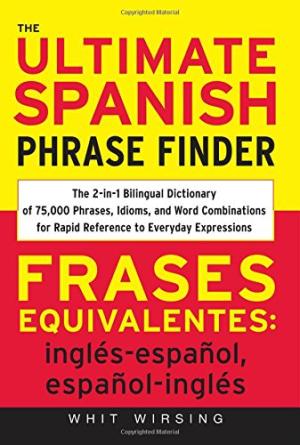 THE
ULTIMATE
SPANISH
PHRASE FINDER
The 2-in-1 Bilingual Dictionary
of 75,000 Phrases, Idioms, and Word Combinations
for Rapid Reference to Everyday Expressions
FRASES
EQUIVALENTES:
inglés-español,
español-inglés
WHIT WIRSING